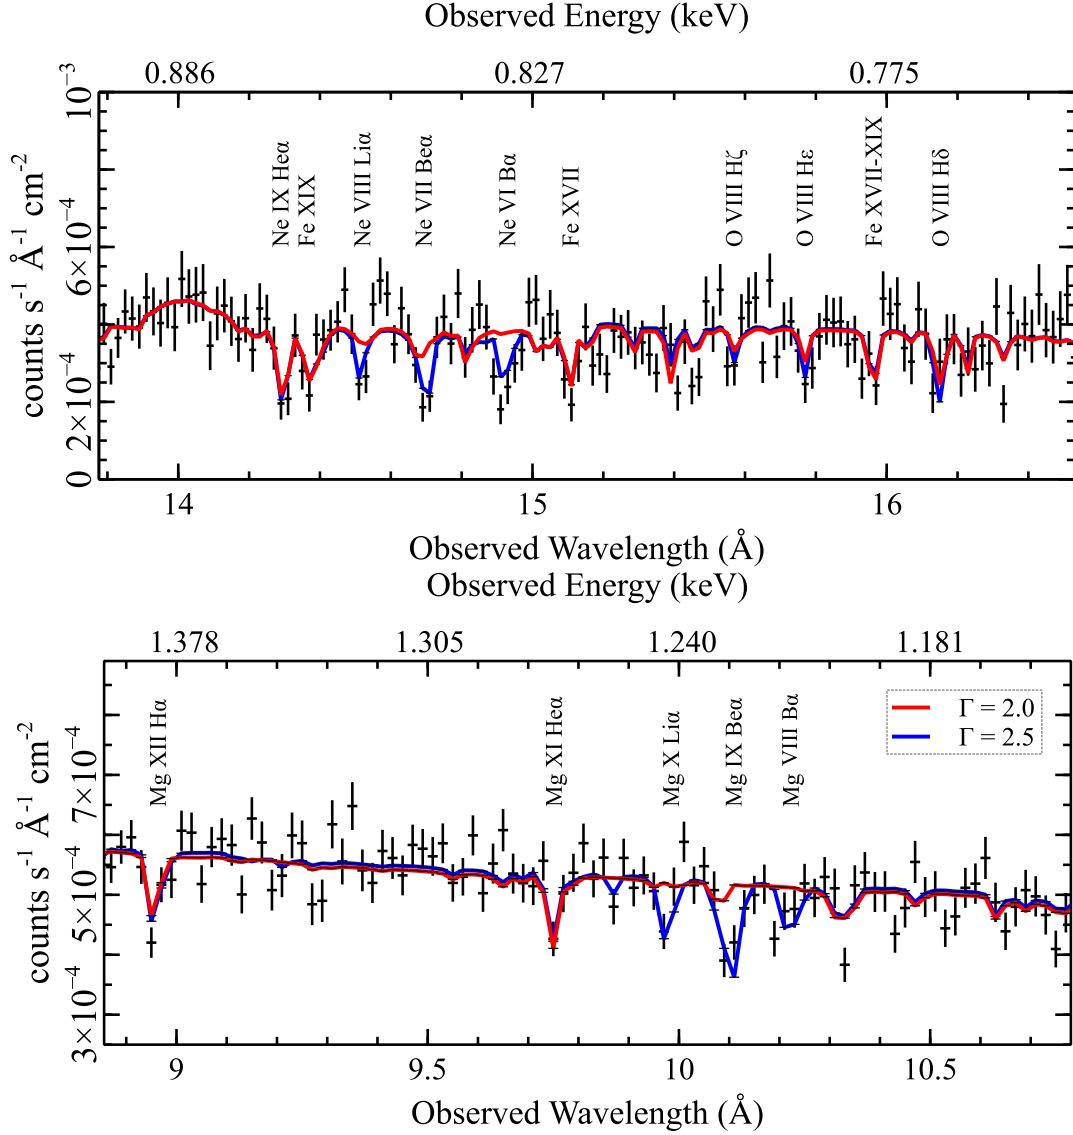 Observed Energy (keV)
0.886 0.827 0.775
10⁻³
6×10⁻⁴
2×10⁻⁴
0
counts s⁻¹ Å⁻¹ cm⁻²
Ne IX Heα
Fe XIX
Ne VIII Liα
Ne VII Beα
Ne VI Bα
Fe XVII
O VIII Hζ
O VIII Hε
Fe XVII-XIX
O VIII Hδ
14 15 16
Observed Wavelength (Å)
Observed Energy (keV)
1.378 1.305 1.240 1.181
7×10⁻⁴
5×10⁻⁴
3×10⁻⁴
counts s⁻¹ Å⁻¹ cm⁻²
Mg XII Hα
Mg XI Heα
Mg X Liα
Mg IX Beα
Mg VIII Bα
Γ = 2.0
Γ = 2.5
9 9.5 10 10.5
Observed Wavelength (Å)